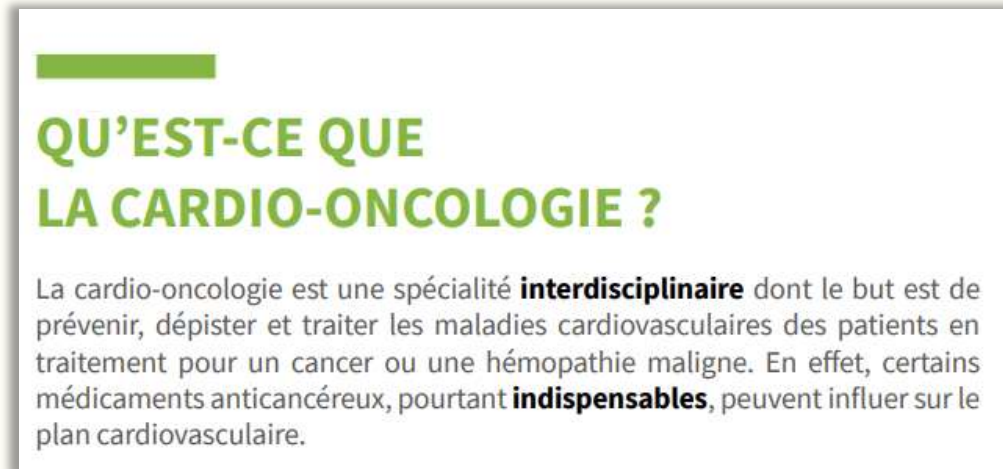 QU’EST-CE QUE
LA CARDIO-ONCOLOGIE ?
La cardio-oncologie est une spécialité interdisciplinaire dont le but est de
prévenir, dépister et traiter les maladies cardiovasculaires des patients en
traitement pour un cancer ou une hémopathie maligne. En effet, certains
médicaments anticancéreux, pourtant indispensables, peuvent influer sur le
plan cardiovasculaire.